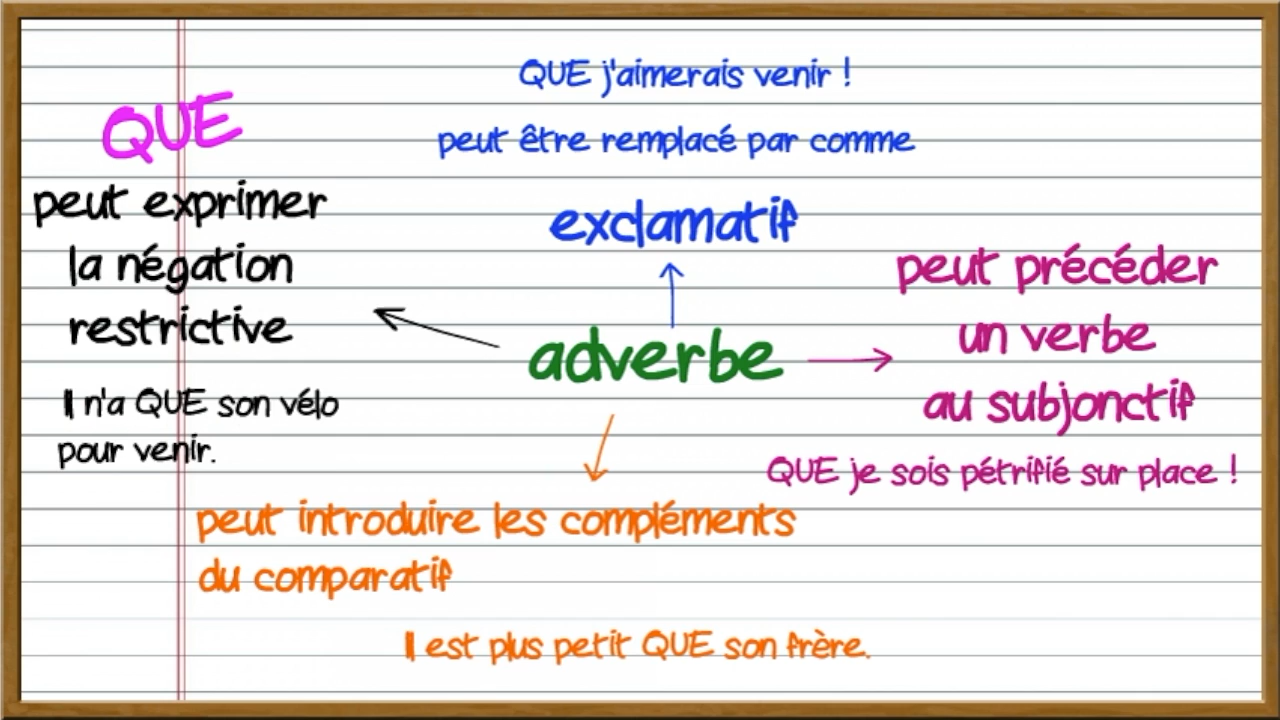 QUE
peut exprimer
la négation
restrictive
Il n'a QUE son vélo
pour venir.
QUE j'aimerais venir !
peut être remplacé par comme
exclamatif
adverbe
peut précéder
un verbe
au subjonctif
QUE je sois pétrifié sur place !
peut introduire les compléments
du comparatif
Il est plus petit QUE son frère.